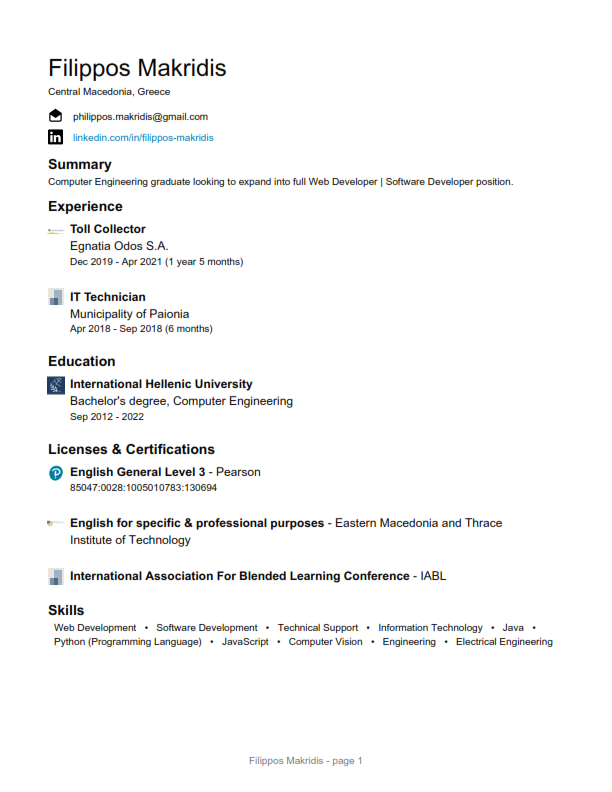 Filippos Makridis
Central Macedonia, Greece
philippos.makridis@gmail.com
in linkedin.com/in/filippos-makridis
Summary
Computer Engineering graduate looking to expand into full Web Developer | Software Developer position.
Experience
Toll Collector
Egnatia Odos S.A.
Dec 2019 - Apr 2021 (1 year 5 months)
IT Technician
Municipality of Paionia
Apr 2018 - Sep 2018 (6 months)
Education
International Hellenic University
Bachelor's degree, Computer Engineering
Sep 2012 - 2022
Licenses & Certifications
English General Level 3 - Pearson
85047:0028:1005010783:130694
English for specific & professional purposes - Eastern Macedonia and Thrace
Institute of Technology
International Association For Blended Learning Conference - IABL
Skills
Web Development • Software Development • Technical Support • Information Technology • Java •
Python (Programming Language) • JavaScript • Computer Vision • Engineering • Electrical Engineering
Filippos Makridis - page 1